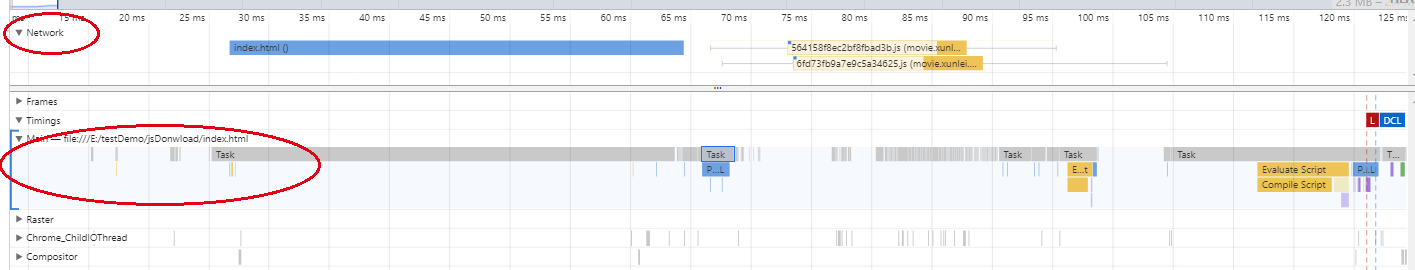 2.3 MB –
ms 15 ms 20 ms 25 ms 30 ms 35 ms 40 ms 45 ms 50 ms 55 ms 60 ms 65 ms 70 ms 75 ms 80 ms 85 ms 90 ms 95 ms 100 ms 105 ms 110 ms 115 ms 120 ms 125 ms
▼ Network
index.html ()
564158f8ec2bf8fbad3b.js (movie.xunl...
6fd73fb9a7e9c5a34625.js (movie.xunlei....
...
▶ Frames
▼ Timings
L DCL
▼ Main — file:///E:/testDemo/jsDonwload/index.html
Task Task Task Task Task T...
P...L E...t Evaluate Script P...L
Compile Script
▶ Raster
▶ Chrome_ChildIOThread
▶ Compositor